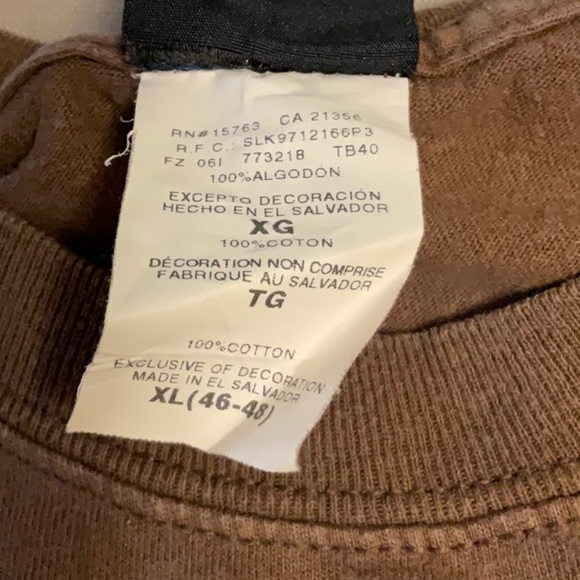 RN#15763 CA 21356
R.F.C.: SLK9712166P3
FZ 06I 773218 TB40
100%ALGODÓN
EXCEPTO DECORACIÓN
HECHO EN EL SALVADOR
XG
100%COTON
DÉCORATION NON COMPRISE
FABRIQUE AU SALVADOR
TG
100%COTTON
EXCLUSIVE OF DECORATION
MADE IN EL SALVADOR
XL(46-48)